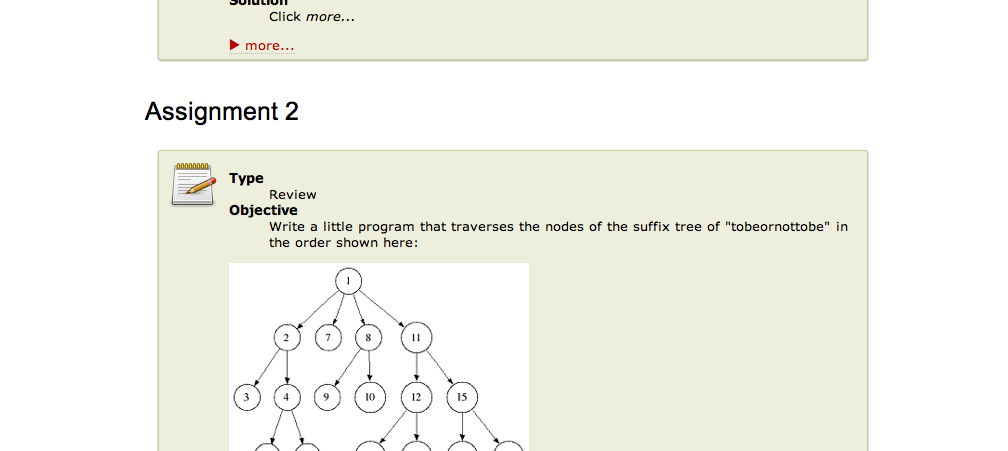 Solution
Click more...
▶ more...
Assignment 2
Type
Review
Objective
Write a little program that traverses the nodes of the suffix tree of "tobeornottobe" in
the order shown here:
1
2 7 8 11
3 4 9 10 12 15